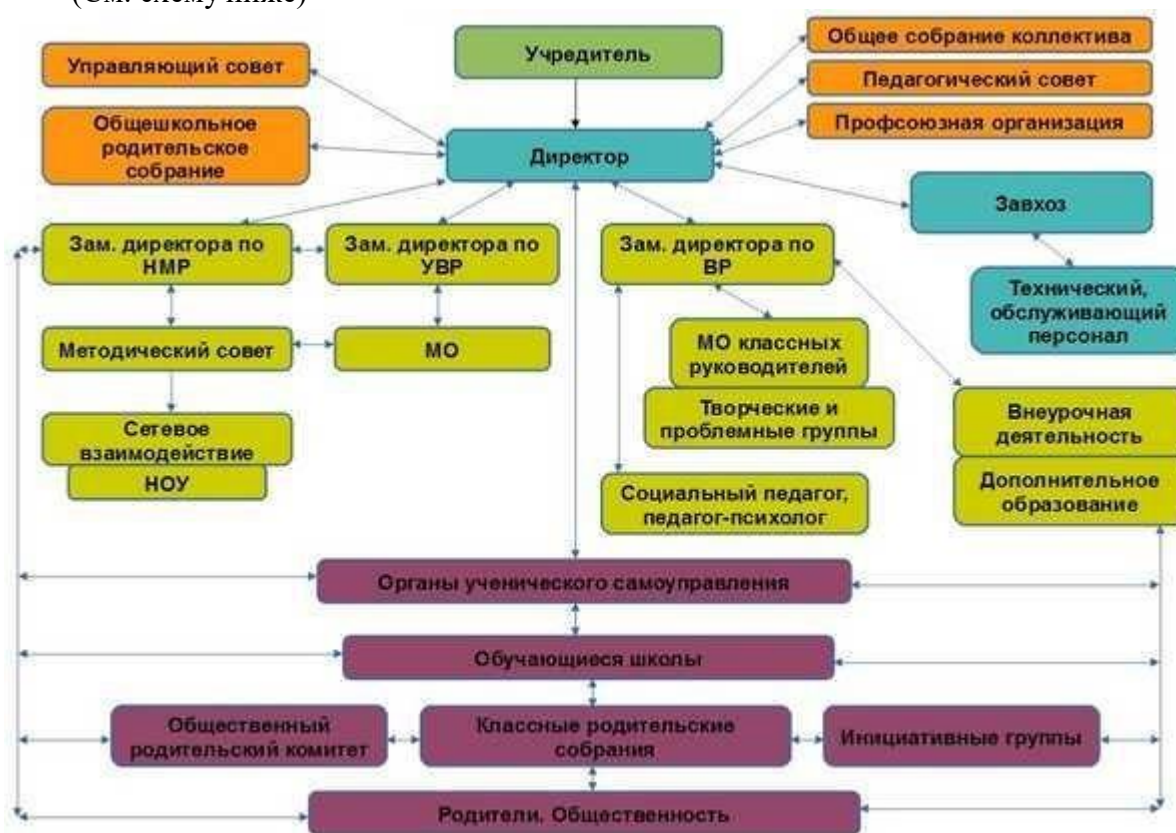 (См. схему ниже)
Учредитель
Управляющий совет
Общешкольное
родительское
собрание
Общее собрание коллектива
Педагогический совет
Профсоюзная организация
Директор
Завхоз
Технический,
обслуживающий
персонал
Зам. директора по
НМР
Зам. директора по
УВР
Зам. директора по
ВР
Методический совет
МО
МО классных
руководителей
Творческие и
проблемные группы
Сетевое
взаимодействие
НОУ
Социальный педагог,
педагог-психолог
Внеурочная
деятельность
Дополнительное
образование
Органы ученического самоуправления
Обучающиеся школы
Общественный
родительский комитет
Классные родительские
собрания
Инициативные группы
Родители. Общественность